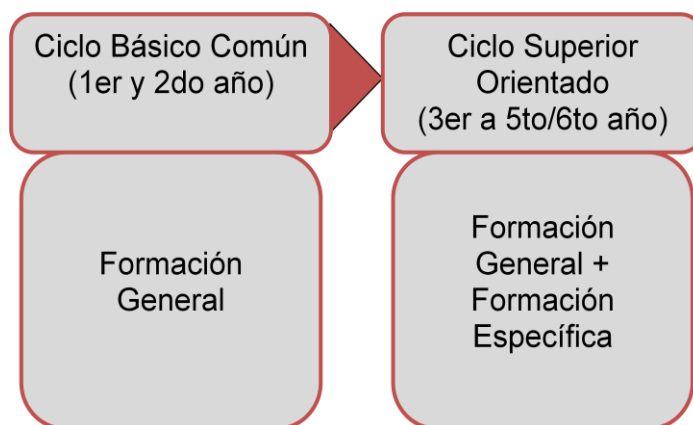 Ciclo Básico Común
(1er y 2do año)
Ciclo Superior
Orientado
(3er a 5to/6to año)
Formación
General
Formación
General +
Formación
Específica